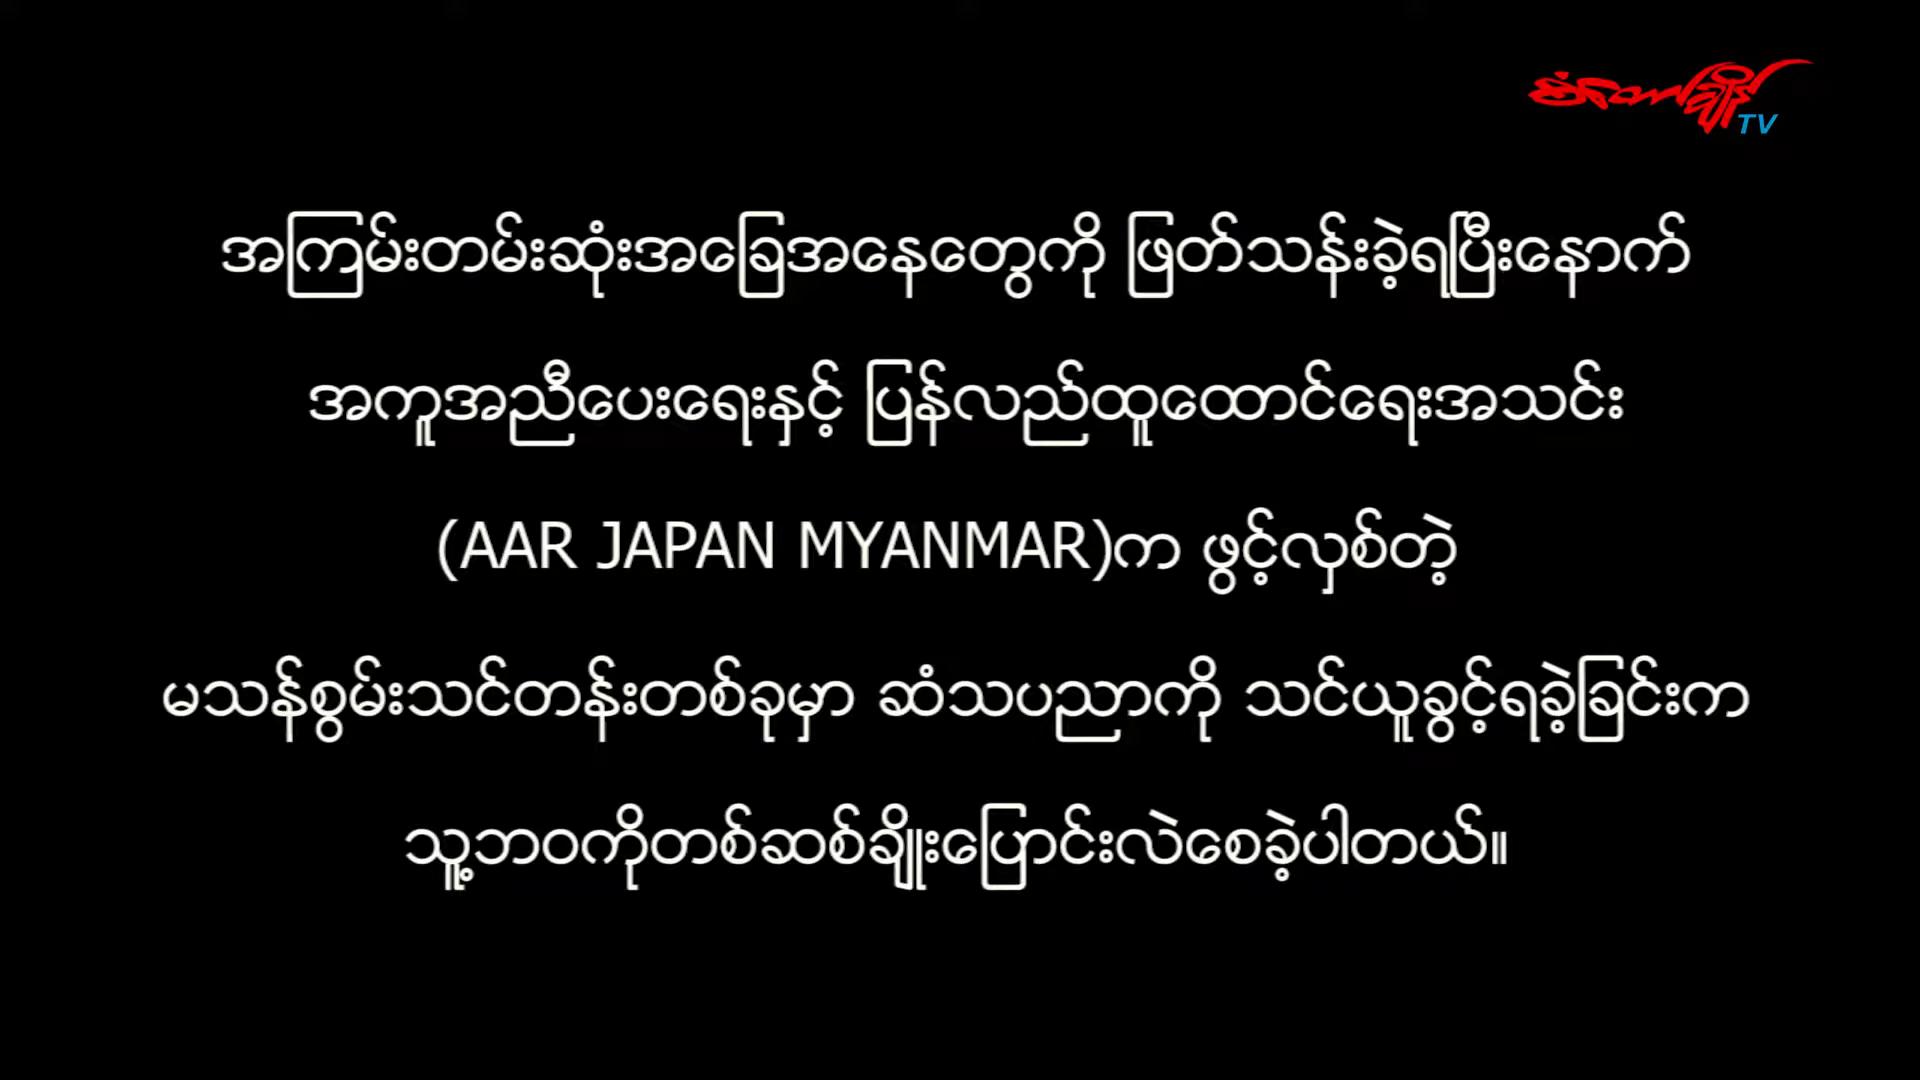 TV
အကြမ်းတမ်းဆုံးအခြေအနေတွေကို ဖြတ်သန်းခဲ့ရပြီးနောက်
အကူအညီပေးရေးနှင့် ပြန်လည်ထူထောင်ရေးအသင်း
(AAR JAPAN MYANMAR)က ဖွင့်လှစ်တဲ့
မသန်စွမ်းသင်တန်းတစ်ခုမှာ ဆံသပညာကို သင်ယူခွင့်ရခဲ့ခြင်းက
သူ့ဘဝကိုတစ်ဆစ်ချိုးပြောင်းလဲစေခဲ့ပါတယ်။